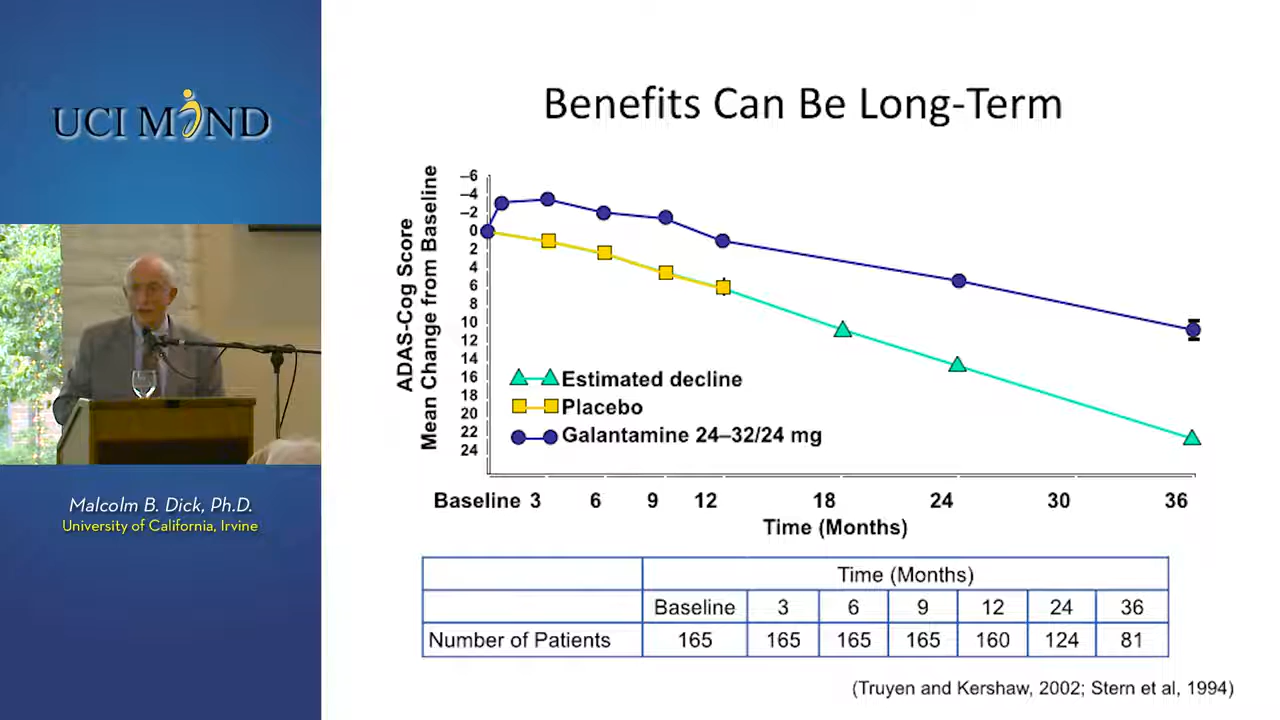 UCI MIND
Malcolm B. Dick, Ph.D.
University of California, Irvine
Benefits Can Be Long-Term
ADAS-Cog Score
Mean Change from Baseline
–6
–4
–2
0
2
4
6
8
10
12
14
16
18
20
22
24
Estimated decline
Placebo
Galantamine 24–32/24 mg
Baseline 3 6 9 12 18 24 30 36
Time (Months)
Time (Months)
Baseline 3 6 9 12 24 36
Number of Patients 165 165 165 165 160 124 81
(Truyen and Kershaw, 2002; Stern et al, 1994)